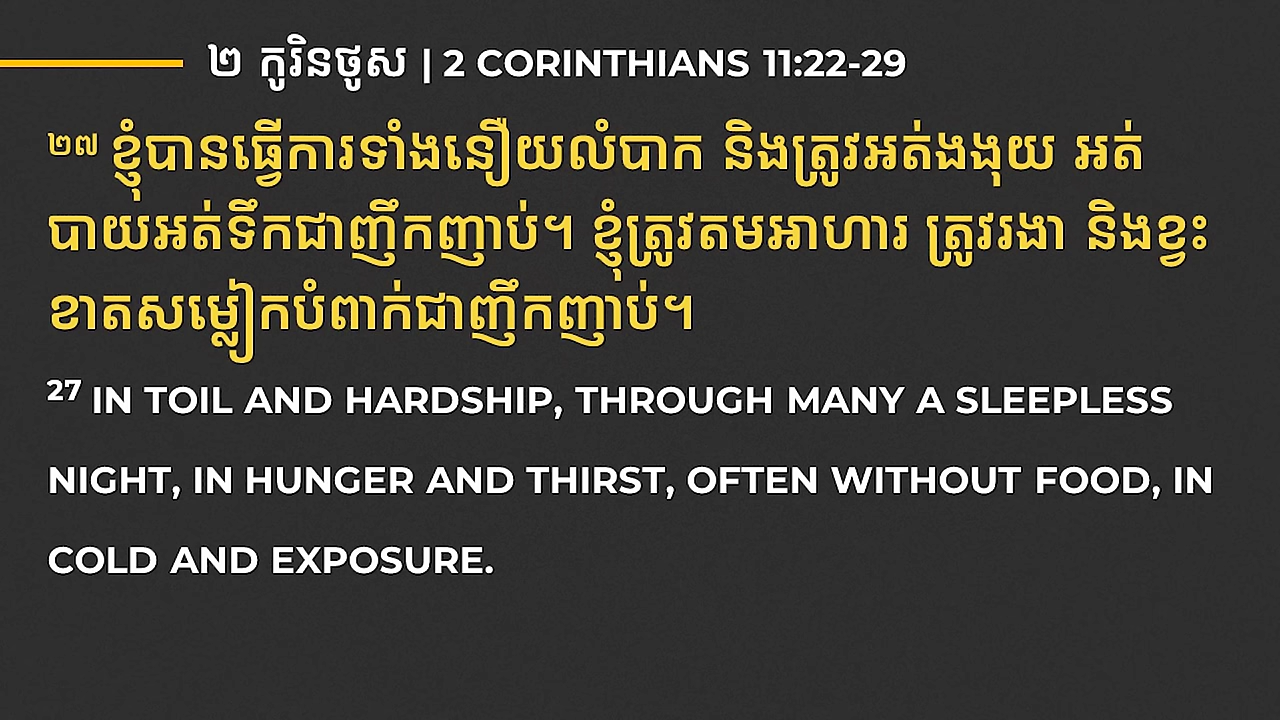 ២ កូរិនថូស | 2 CORINTHIANS 11:22-29
២៧ ខ្ញុំបានធ្វើការទាំងនឿយលំបាក និងត្រូវអត់ងងុយ អត់
បាយអត់ទឹកជាញឹកញាប់។ ខ្ញុំត្រូវតមអាហារ ត្រូវរងា និងខ្វះ
ខាតសម្លៀកបំពាក់ជាញឹកញាប់។
27 IN TOIL AND HARDSHIP, THROUGH MANY A SLEEPLESS
NIGHT, IN HUNGER AND THIRST, OFTEN WITHOUT FOOD, IN
COLD AND EXPOSURE.